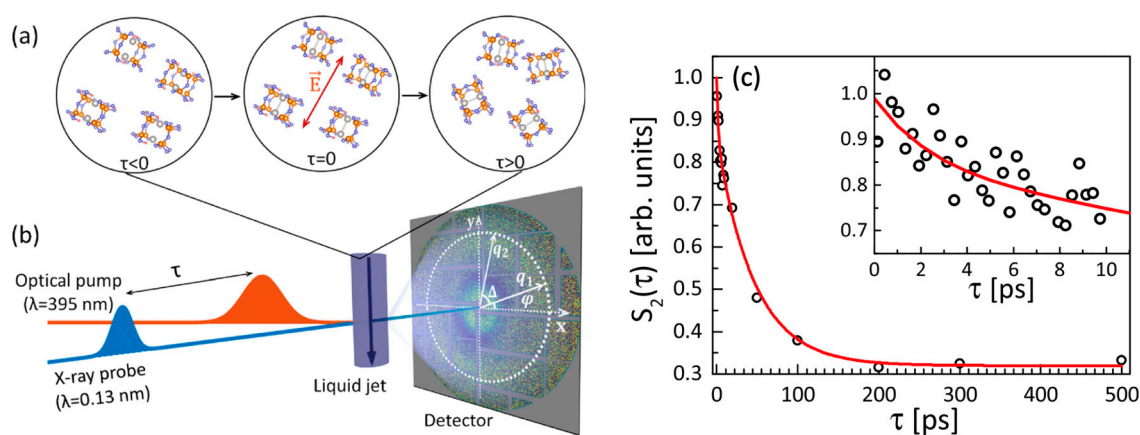 (a)
E
τ<0
τ=0
τ>0
(b)
τ
Optical pump
(λ=395 nm)
X-ray probe
(λ=0.13 nm)
Liquid jet
Detector
y
q₂
q₁
Δ
φ
x
(c)
S₂(τ) [arb. units]
1.0
0.9
0.8
0.7
0.6
0.5
0.4
0.3
0 100 200 300 400 500
τ [ps]
1.0
0.9
0.8
0.7
0 2 4 6 8 10
τ [ps]